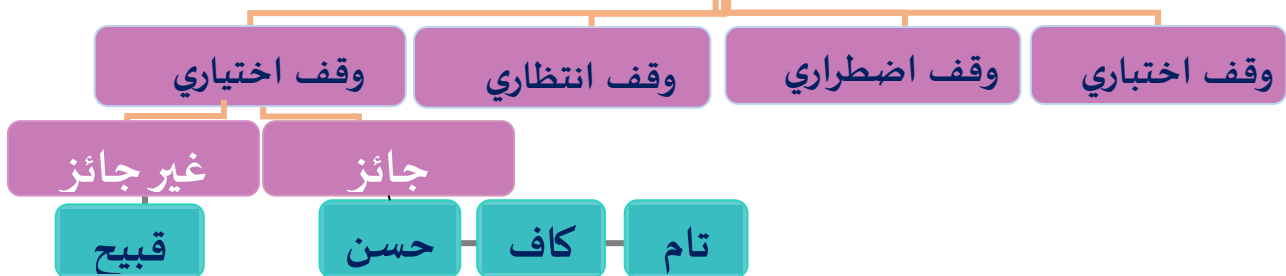 وقف اختباري
وقف اضطراري
وقف انتظاري
وقف اختياري
جائز
غير جائز
تام
كاف
حسن
قبيح